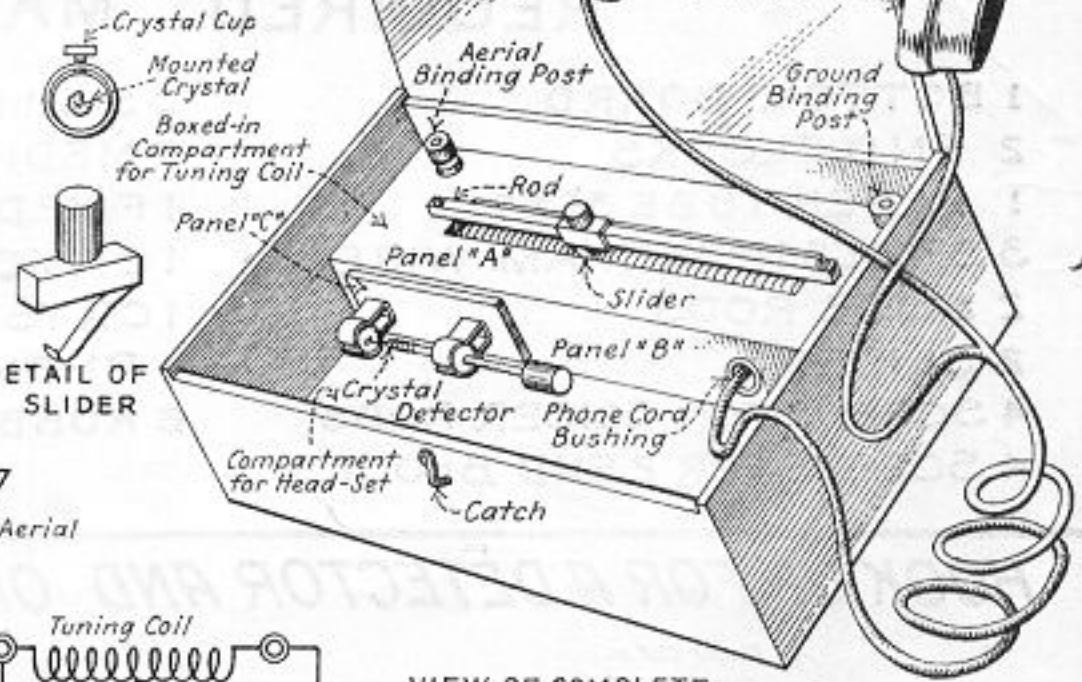 Crystal Cup
Mounted
Crystal
Aerial
Binding Post
Ground
Binding
Post
Boxed-in
Compartment
for Tuning Coil
Rod
Panel "C"
Panel "A"
Slider
Panel "B"
ETAIL OF
SLIDER
Crystal
Detector
Phone Cord
Bushing
Compartment
for Head-Set
Catch
7
Aerial
Tuning Coil
VIEW OF COMPLETE